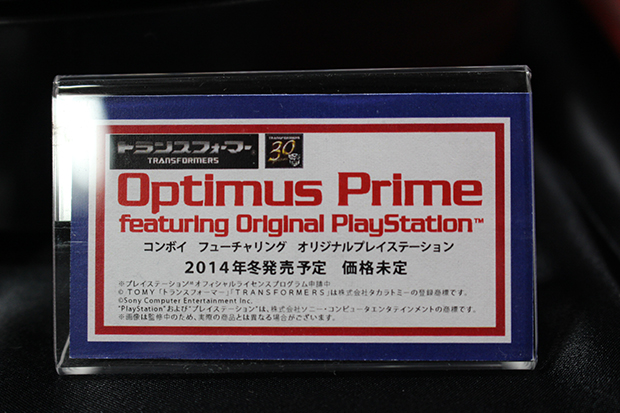 トランスフォーマー
TRANSFORMERS
TRANSFORMERS
30
Optimus Prime
featuring Original PlayStation™
コンボイ フューチャリング オリジナルプレイステーション
2014年冬発売予定 価格未定
※プレイステーション®オフィシャルライセンスプログラム申請中
© TOMY 「トランスフォーマー」「TRANSFORMERS」は株式会社タカラトミーの登録商標です。
©Sony Computer Entertainment Inc.
"PlayStation"および"プレイステーション"は、株式会社ソニー・コンピュータエンタテインメントの商標です。
※画像は監修中のため、実際の商品とは異なる場合がございます。